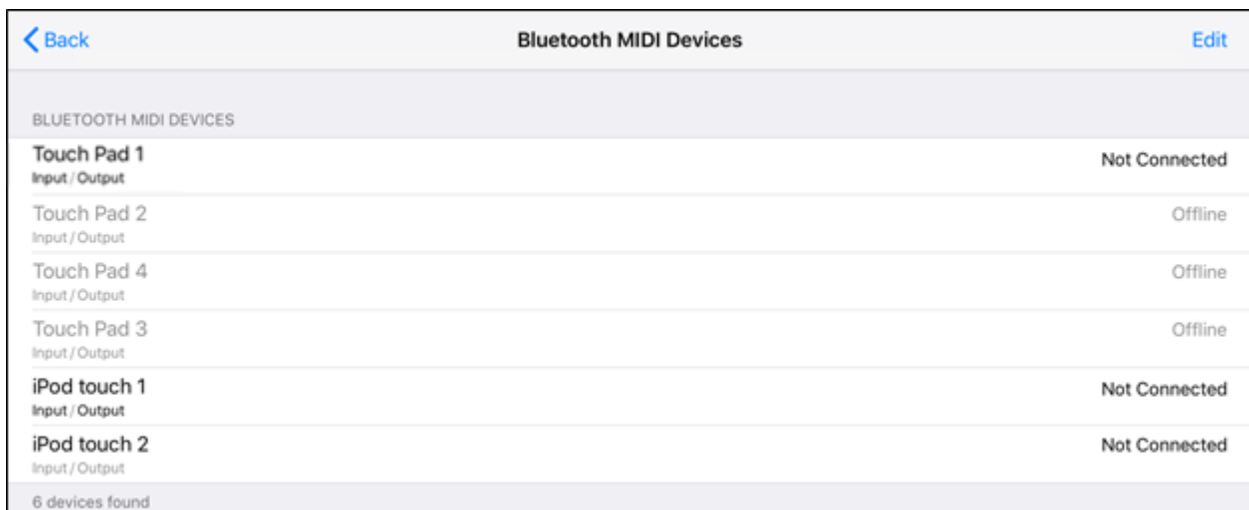 Back
Bluetooth MIDI Devices
Edit
BLUETOOTH MIDI DEVICES
Touch Pad 1
Not Connected
Input / Output
Touch Pad 2
Offline
Input / Output
Touch Pad 4
Offline
Input / Output
Touch Pad 3
Offline
Input / Output
iPod touch 1
Not Connected
Input / Output
iPod touch 2
Not Connected
Input / Output
6 devices found